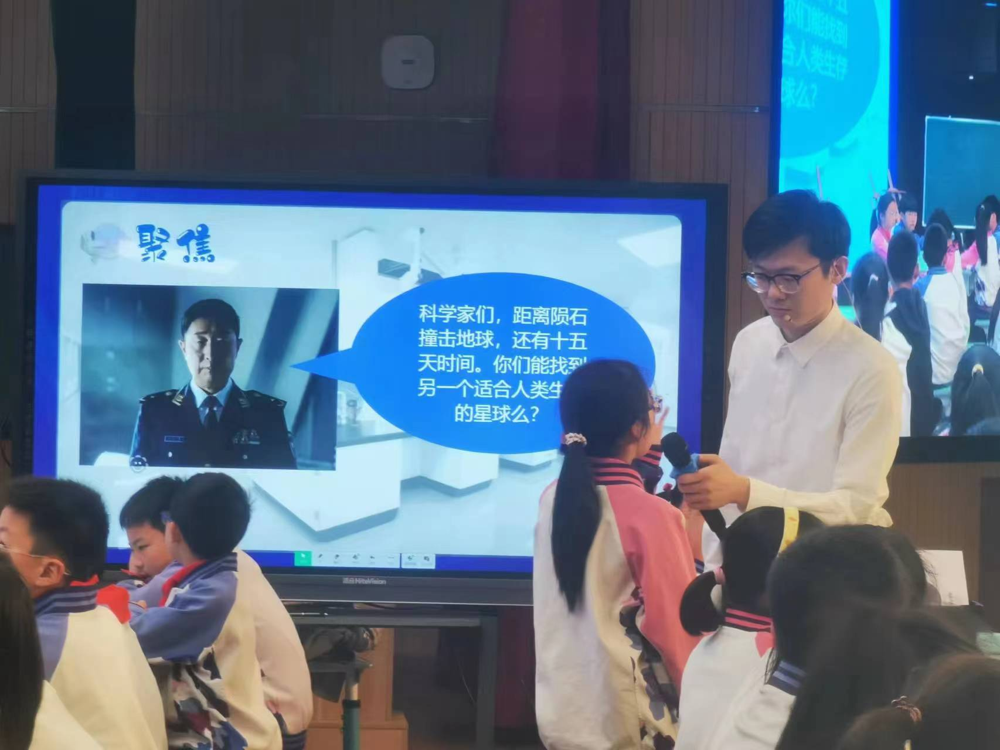 聚焦
科学家们，距离陨石
撞击地球，还有十五
天时间。你们能找到
另一个适合人类生
的星球么？
HiteVision
你们能找到
合人类生存
球么？